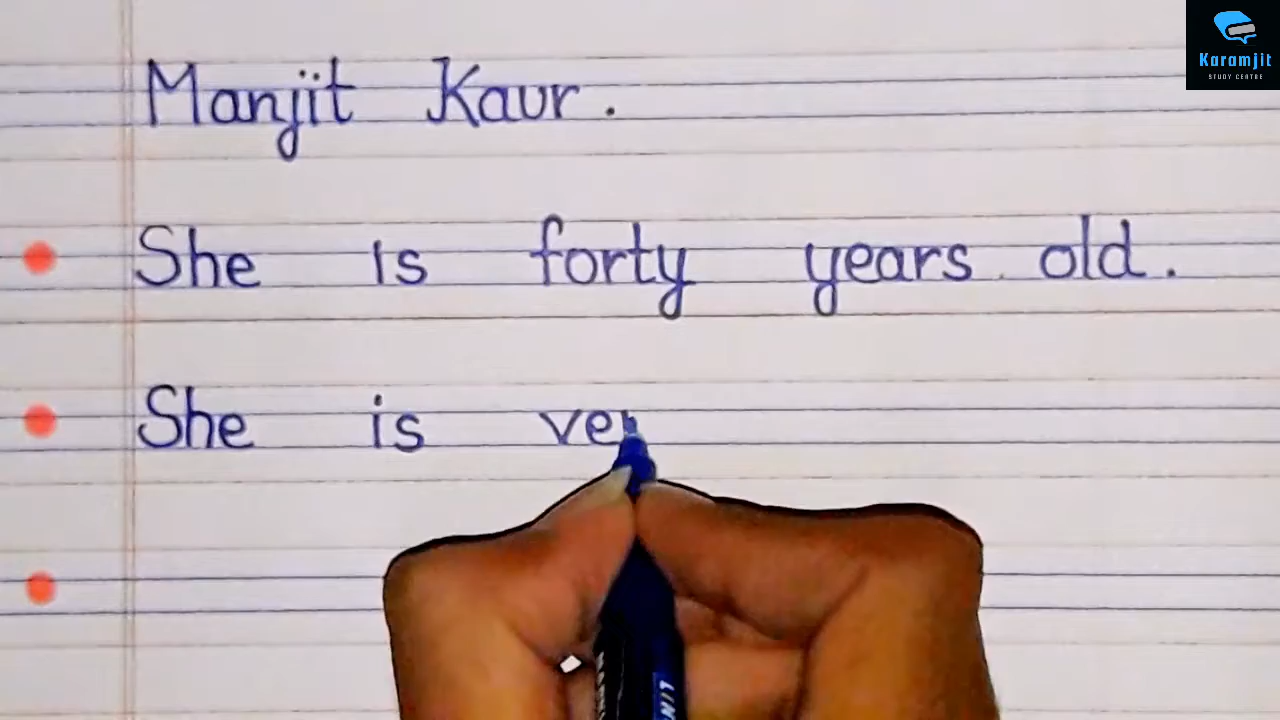 Karamjit
STUDY CENTRE
Manjit Kaur.
She is forty years old.
She is